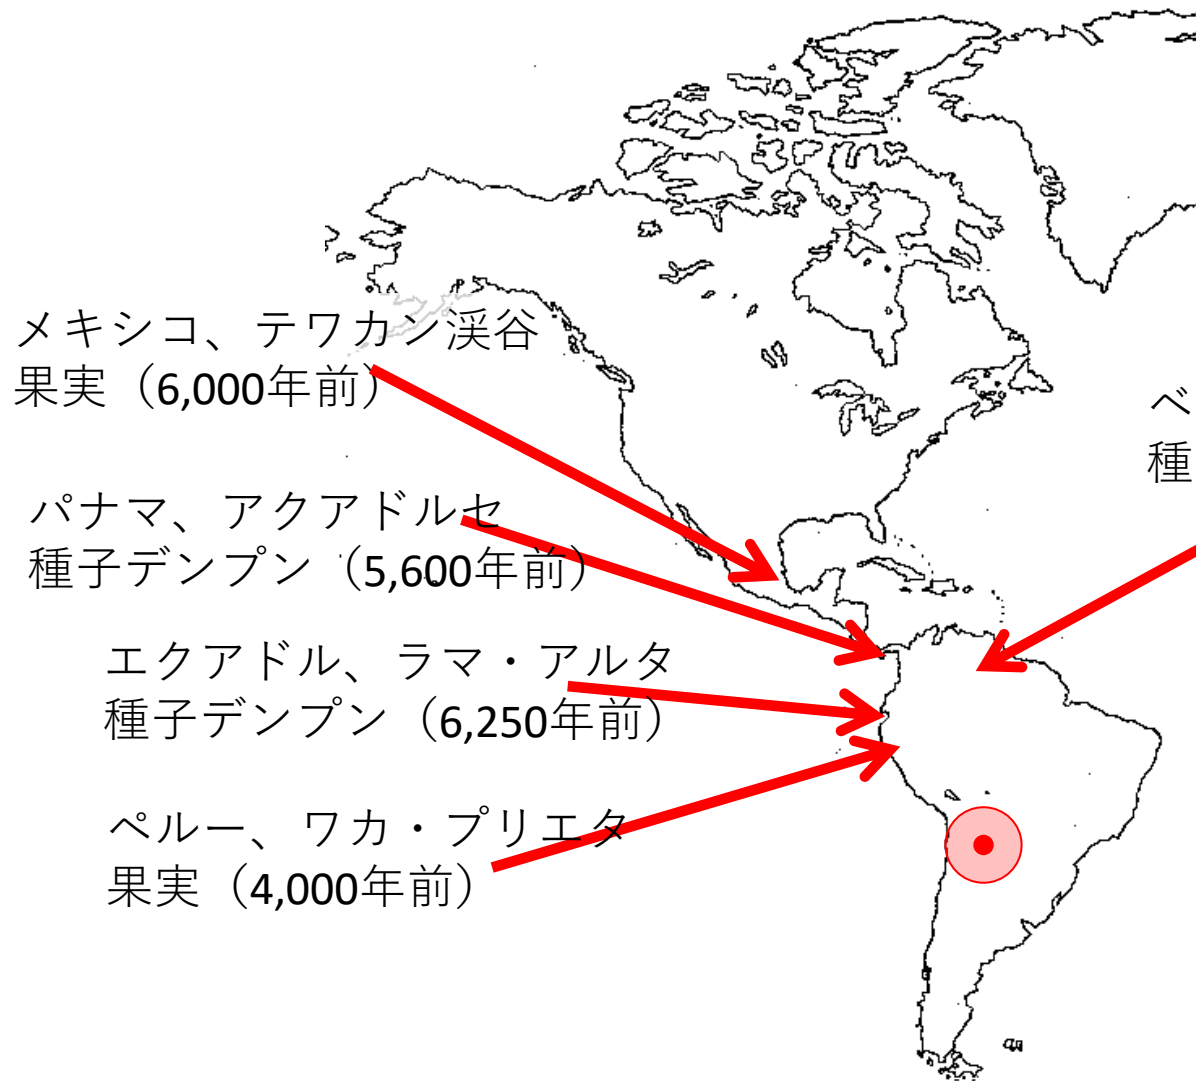 メキシコ、テワカン渓谷
果実（6,000年前）
パナマ、アクアドルセ
種子デンプン（5,600年前）
エクアドル、ラマ・アルタ
種子デンプン（6,250年前）
ペルー、ワカ・プリエタ
果実（4,000年前）
ベ
種